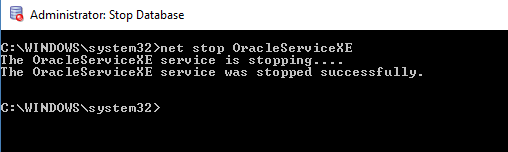 Administrator: Stop Database
C:\WINDOWS\system32>net stop OracleServiceXE
The OracleServiceXE service is stopping....
The OracleServiceXE service was stopped successfully.
C:\WINDOWS\system32>